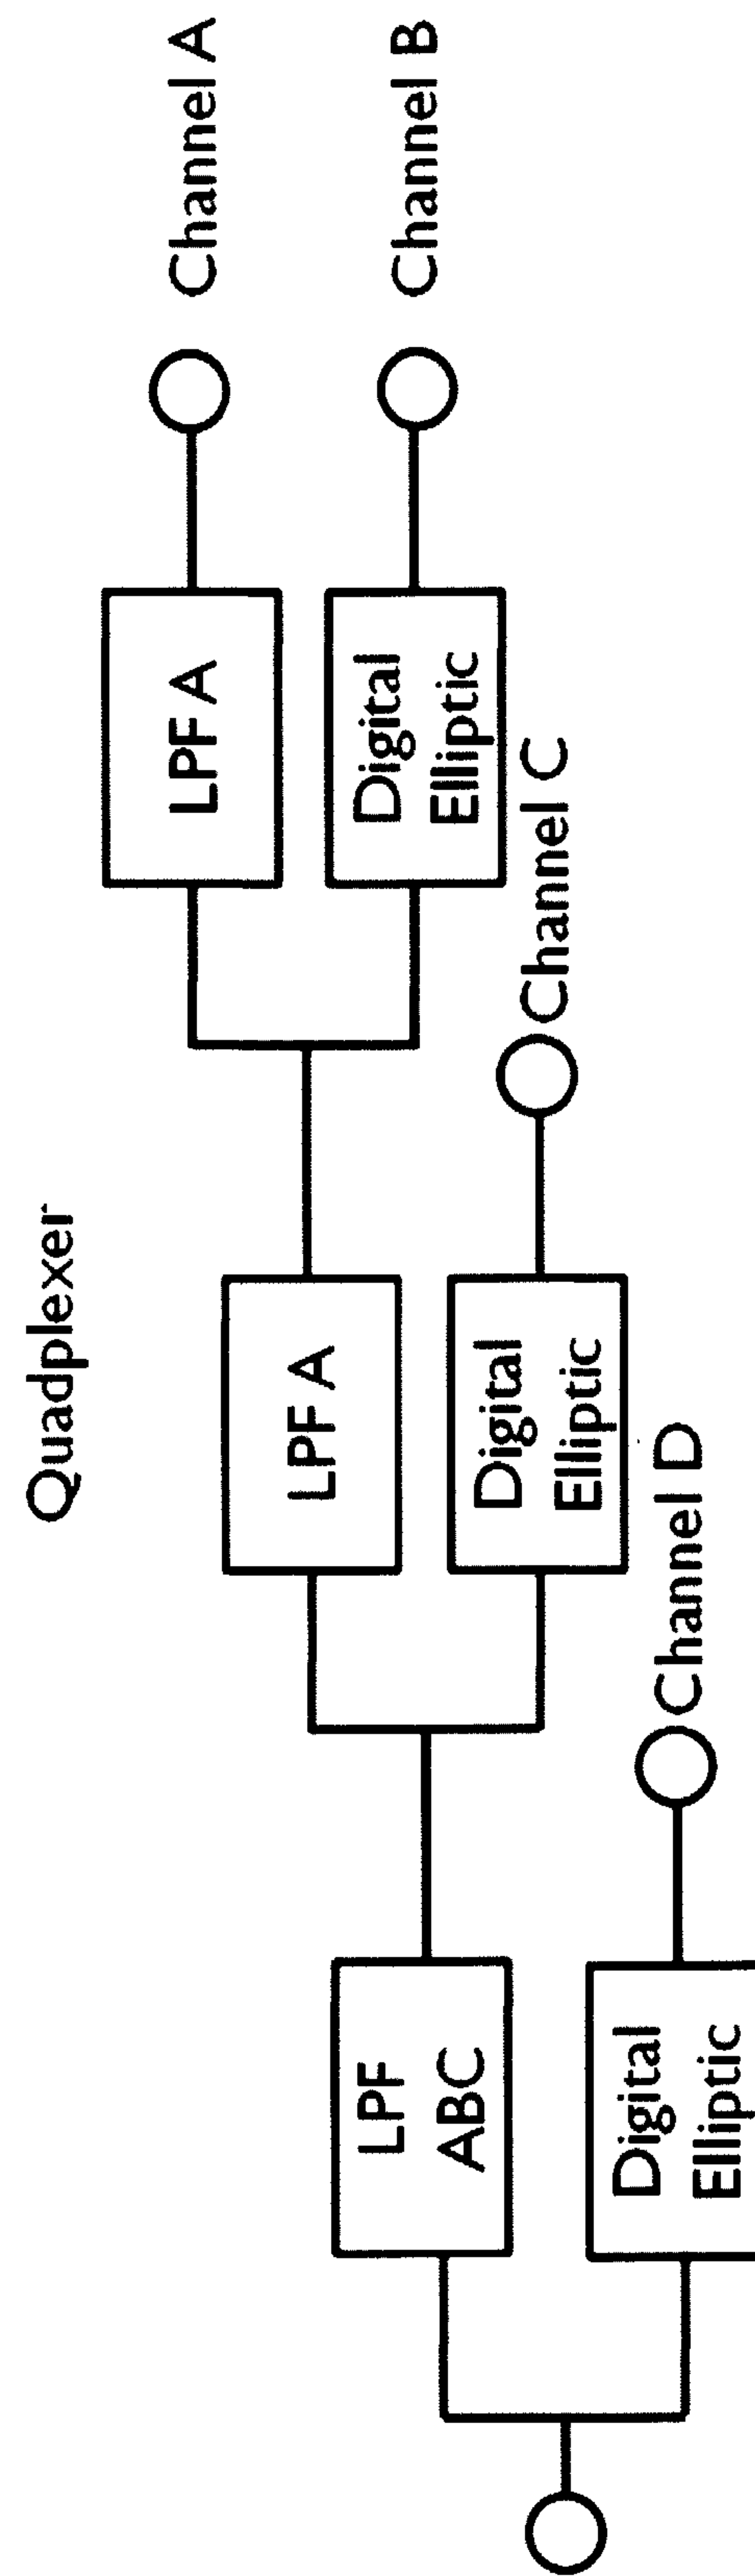 Quadplexer
LPF
ABC
Digital
Elliptic
Channel D
LPF A
Digital
Elliptic
Channel C
LPF A
Digital
Elliptic
Channel A
Channel B